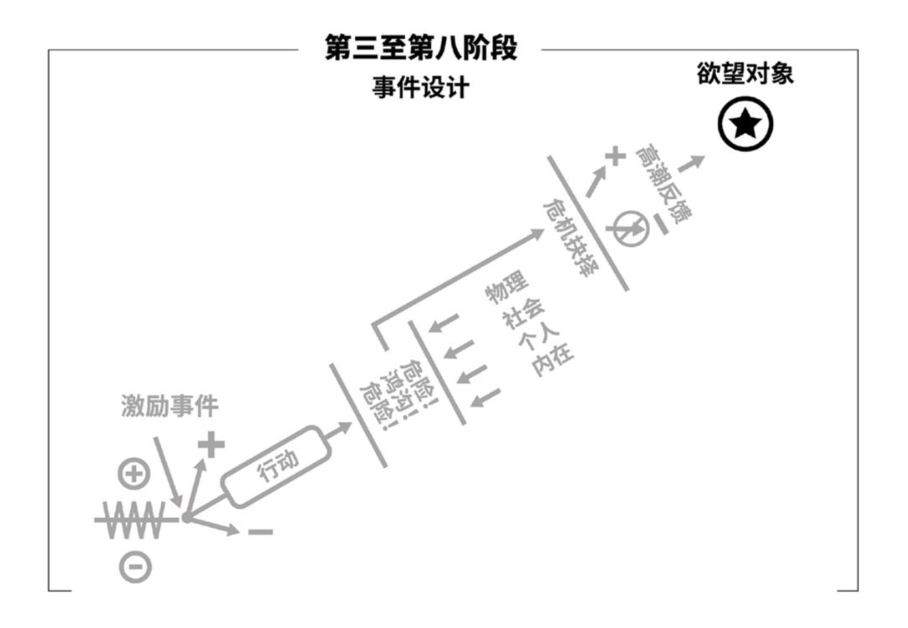 第三至第八阶段
事件设计
欲望对象
高潮反馈
危机抉择
物理
社会
个人
内在
危险!
鸿沟!
危险!
激励事件
行动